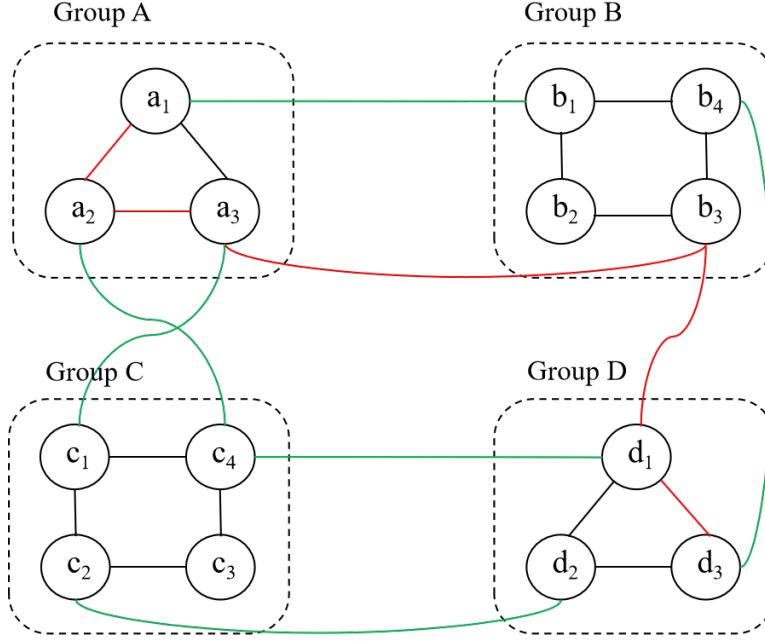 Group A
Group B
a₁
b₁
b₄
a₂
a₃
b₂
b₃
Group C
Group D
c₁
c₄
d₁
c₂
c₃
d₂
d₃